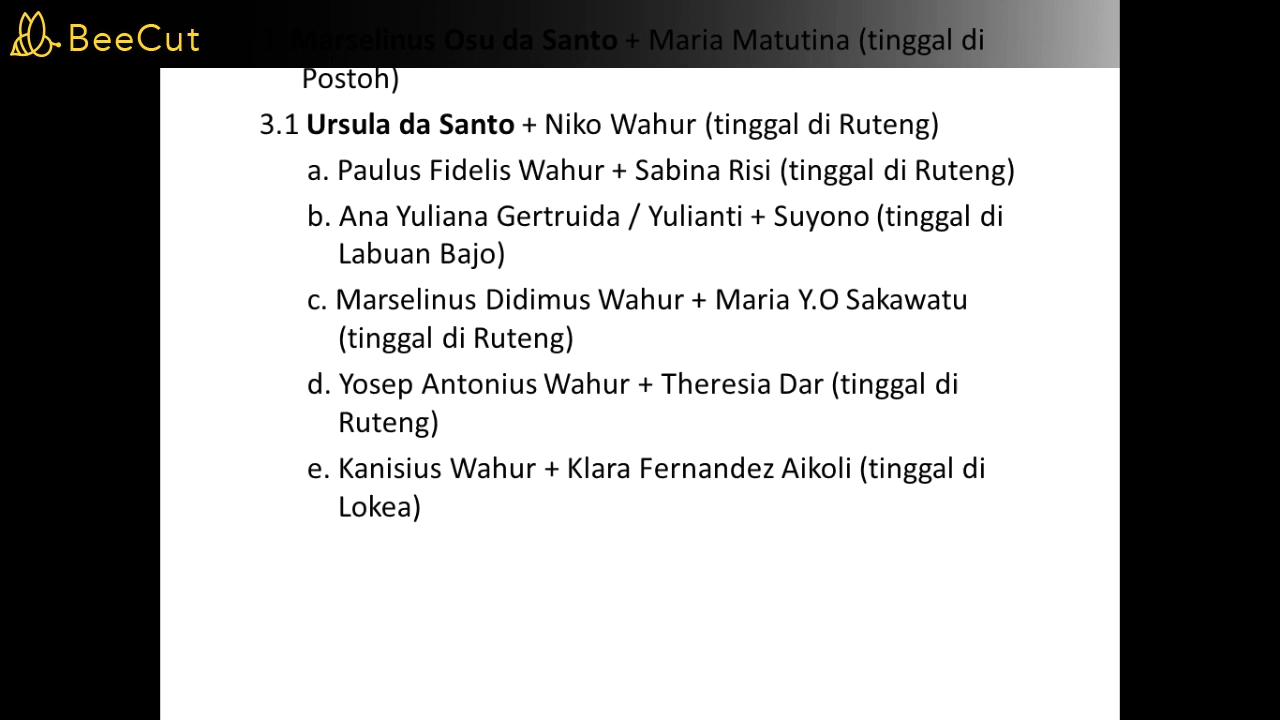 BeeCut
Marselinus Osu da Santo + Maria Matutina (tinggal di
Postoh)
3.1 Ursula da Santo + Niko Wahur (tinggal di Ruteng)
a. Paulus Fidelis Wahur + Sabina Risi (tinggal di Ruteng)
b. Ana Yuliana Gertruida / Yulianti + Suyono (tinggal di
Labuan Bajo)
c. Marselinus Didimus Wahur + Maria Y.O Sakawatu
(tinggal di Ruteng)
d. Yosep Antonius Wahur + Theresia Dar (tinggal di
Ruteng)
e. Kanisius Wahur + Klara Fernandez Aikoli (tinggal di
Lokea)